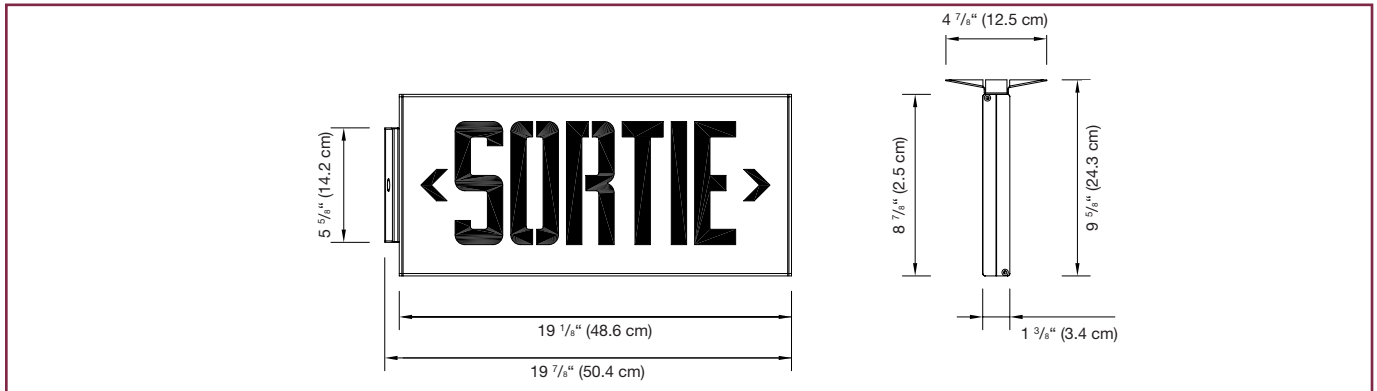 4 ⁷/₈“ (12.5 cm)
5 ⁵/₈“ (14.2 cm)
SORTIE
8 ⁷/₈“ (2.5 cm)
9 ⁵/₈“ (24.3 cm)
19 ¹/₈“ (48.6 cm)
1 ³/₈“ (3.4 cm)
19 ⁷/₈“ (50.4 cm)